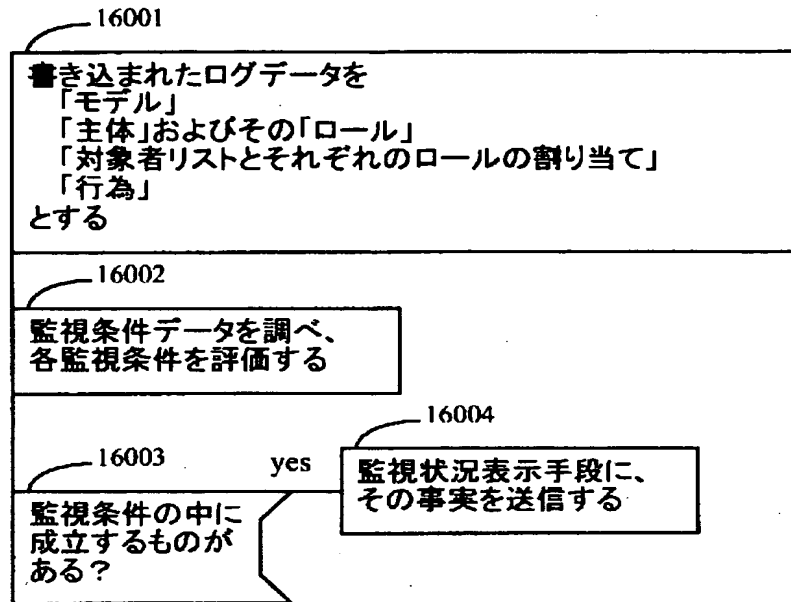 16001
書き込まれたログデータを
「モデル」
「主体」およびその「ロール」
「対象者リストとそれぞれのロールの割り当て」
「行為」
とする
16002
監視条件データを調べ、
各監視条件を評価する
16003
yes
16004
監視状況表示手段に、
その事実を送信する
監視条件の中に
成立するものが
ある?